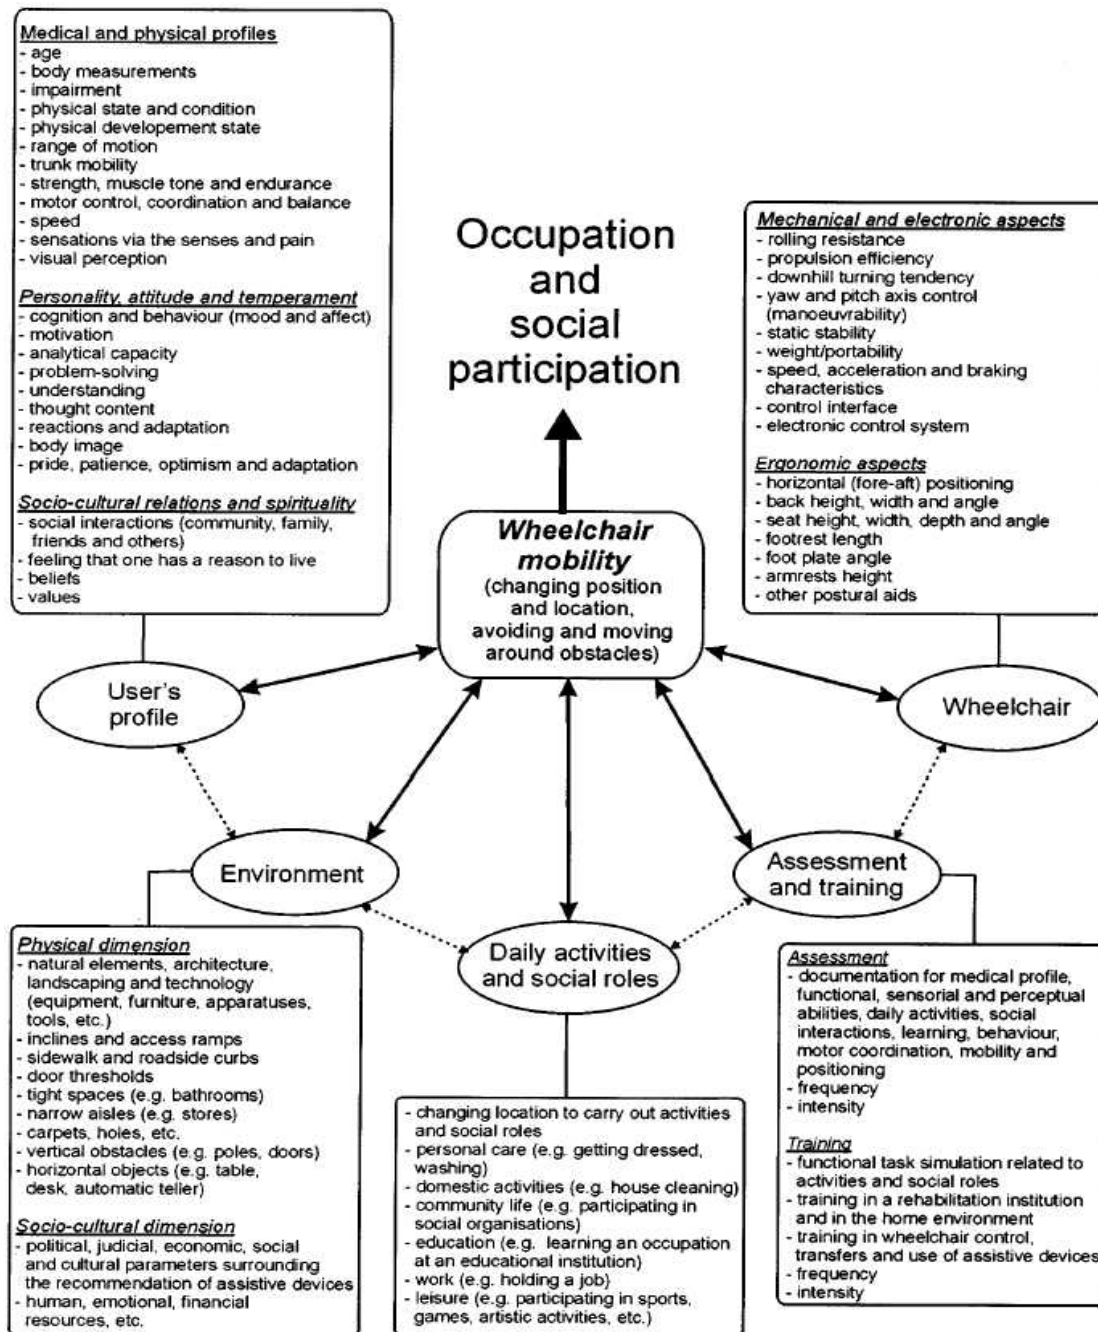 Medical and physical profiles
- age
- body measurements
- impairment
- physical state and condition
- physical developement state
- range of motion
- trunk mobility
- strength, muscle tone and endurance
- motor control, coordination and balance
- speed
- sensations via the senses and pain
- visual perception
Personality, attitude and temperament
- cognition and behaviour (mood and affect)
- motivation
- analytical capacity
- problem-solving
- understanding
- thought content
- reactions and adaptation
- body image
- pride, patience, optimism and adaptation
Socio-cultural relations and spirituality
- social interactions (community, family,
friends and others)
- feeling that one has a reason to live
- beliefs
- values
Occupation
and
social
participation
Mechanical and electronic aspects
- rolling resistance
- propulsion efficiency
- downhill turning tendency
- yaw and pitch axis control
(manoeuvrability)
- static stability
- weight/portability
- speed, acceleration and braking
characteristics
- control interface
- electronic control system
Ergonomic aspects
- horizontal (fore-aft) positioning
- back height, width and angle
- seat height, width, depth and angle
- footrest length
- foot plate angle
- armrests height
- other postural aids
Wheelchair
mobility
(changing position
and location,
avoiding and moving
around obstacles)
User's
profile
Wheelchair
Environment
Assessment
and training
Daily activities
and social roles
Physical dimension
- natural elements, architecture,
landscaping and technology
(equipment, furniture, apparatuses,
tools, etc.)
- inclines and access ramps
- sidewalk and roadside curbs
- door thresholds
- tight spaces (e.g. bathrooms)
- narrow aisles (e.g. stores)
- carpets, holes, etc.
- vertical obstacles (e.g. poles, doors)
- horizontal objects (e.g. table,
desk, automatic teller)
Socio-cultural dimension
- political, judicial, economic, social
and cultural parameters surrounding
the recommendation of assistive devices
- human, emotional, financial
resources, etc.
- changing location to carry out activities
and social roles
- personal care (e.g. getting dressed,
washing)
- domestic activities (e.g. house cleaning)
- community life (e.g. participating in
social organisations)
- education (e.g. learning an occupation
at an educational institution)
- work (e.g. holding a job)
- leisure (e.g. participating in sports,
games, artistic activities, etc.)
Assessment
- documentation for medical profile,
functional, sensorial and perceptual
abilities, daily activities, social
interactions, learning, behaviour,
motor coordination, mobility and
positioning
- frequency
- intensity
Training
- functional task simulation related to
activities and social roles
- training in a rehabilitation institution
and in the home environment
- training in wheelchair control,
transfers and use of assistive devices
- frequency
- intensity